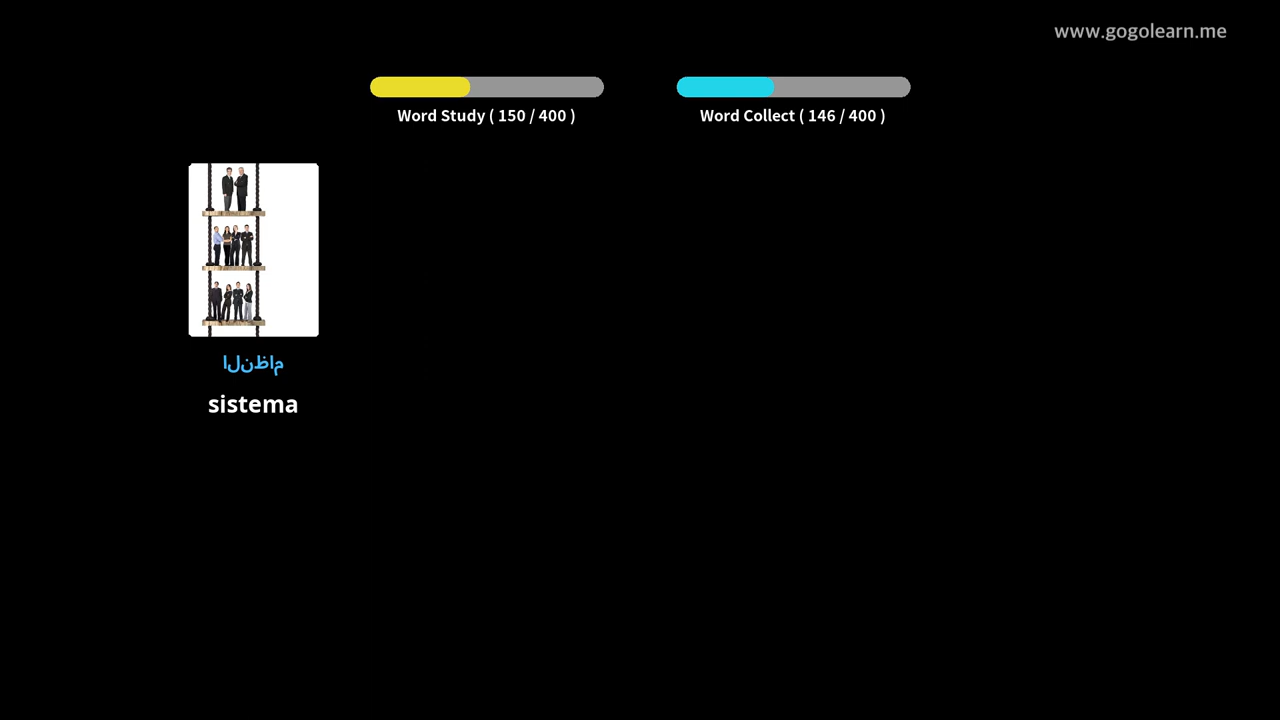 www.gogolearn.me
Word Study ( 150 / 400 )
Word Collect ( 146 / 400 )
النظام
sistema